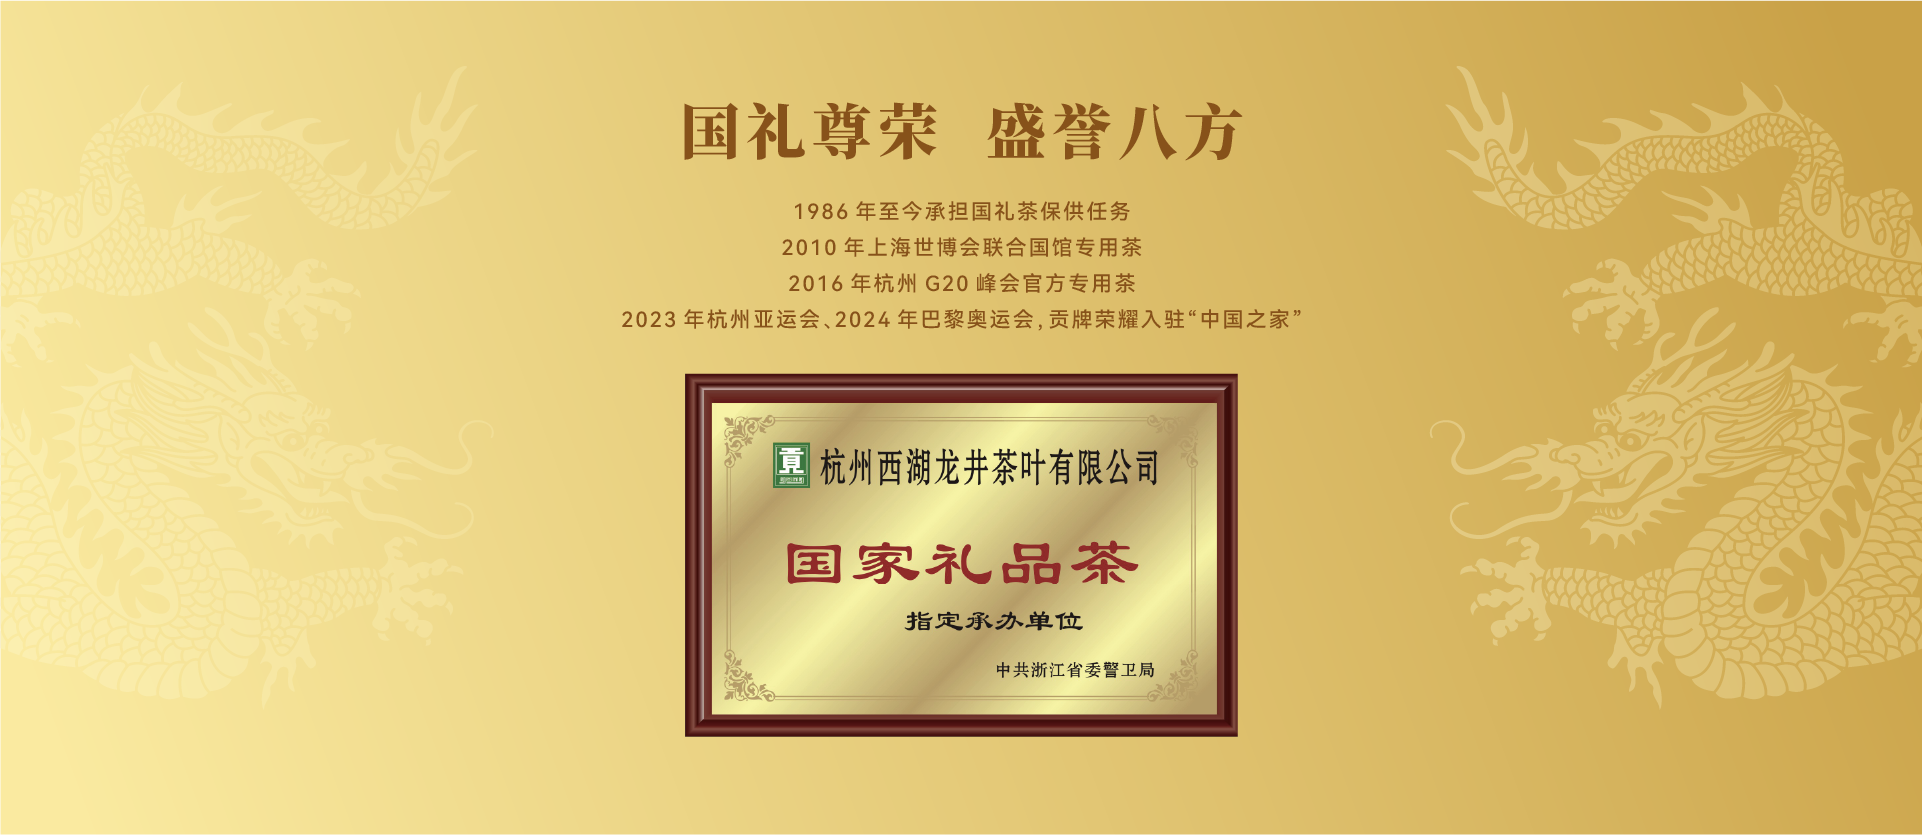 国礼尊荣 盛誉八方
1986 年至今承担国礼茶保供任务
2010 年上海世博会联合国馆专用茶
2016 年杭州 G20 峰会官方专用茶
2023 年杭州亚运会、2024 年巴黎奥运会，贡牌荣耀入驻“中国之家”
貢 杭州西湖龙井茶叶有限公司
国家礼品茶
指定承办单位
中共浙江省委警卫局